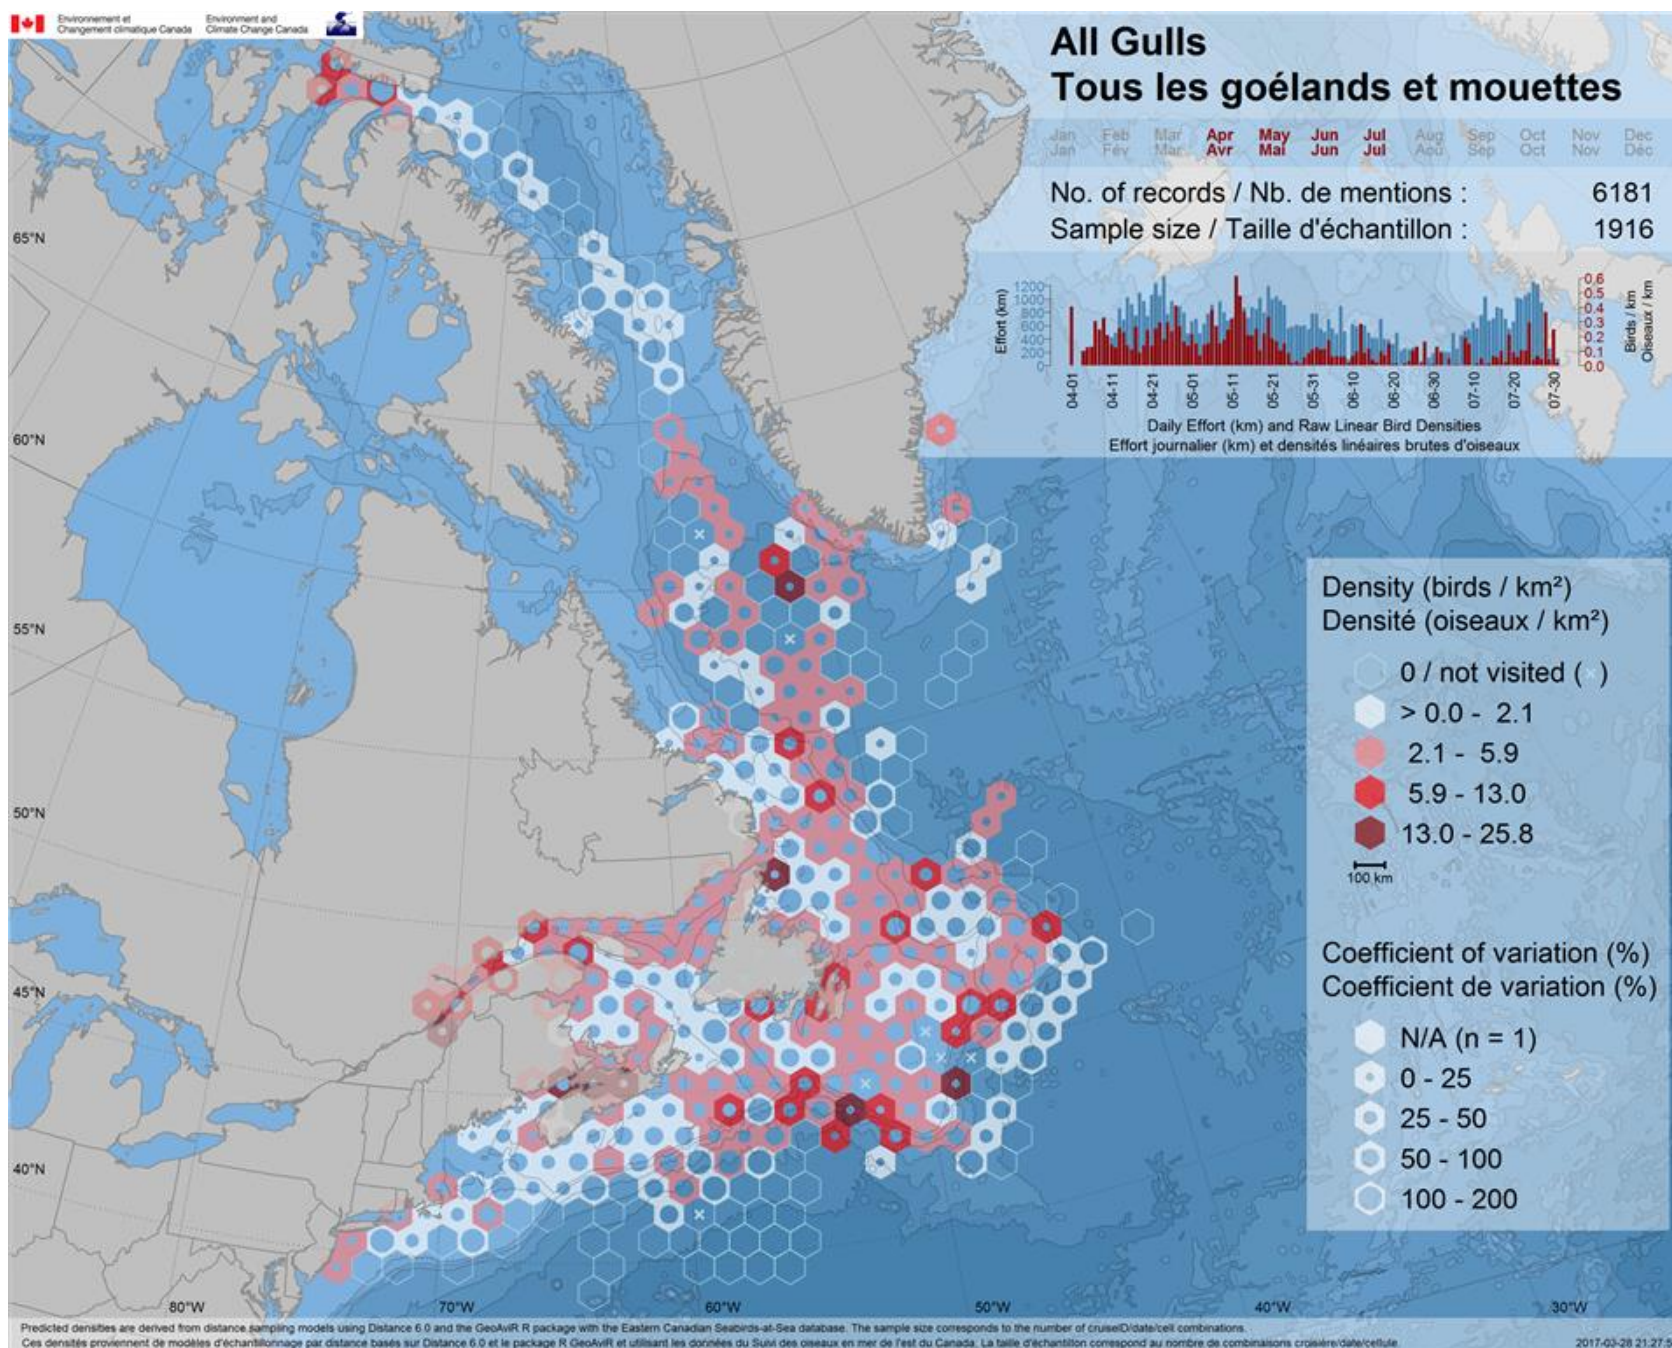 Environnement et
Changement climatique Canada
Environment and
Climate Change Canada
All Gulls
Tous les goélands et mouettes
Jan Feb Mar Apr May Jun Jul Aug Sep Oct Nov Dec
Jan Fév Mar Avr Mai Jun Jul Aoû Sep Oct Nov Déc
No. of records / Nb. de mentions : 6181
Sample size / Taille d'échantillon : 1916
Effort (km)
1200
1000
800
600
400
200
0
0.6
0.5
0.4
0.3
0.2
0.1
0.0
Birds / km
Oiseaux / km
04-01 04-11 04-21 05-01 05-11 05-21 05-31 06-10 06-20 06-30 07-10 07-20 07-30
Daily Effort (km) and Raw Linear Bird Densities
Effort journalier (km) et densités linéaires brutes d'oiseaux
65°N
60°N
55°N
50°N
45°N
40°N
Density (birds / km²)
Densité (oiseaux / km²)
0 / not visited ( × )
> 0.0 - 2.1
2.1 - 5.9
5.9 - 13.0
13.0 - 25.8
100 km
Coefficient of variation (%)
Coefficient de variation (%)
N/A (n = 1)
0 - 25
25 - 50
50 - 100
100 - 200
80°W 70°W 60°W 50°W 40°W 30°W
Predicted densities are derived from distance sampling models using Distance 6.0 and the GeoAviR R package with the Eastern Canadian Seabirds-at-Sea database. The sample size corresponds to the number of cruiseID/date/cell combinations.
Ces densités proviennent de modèles d'échantillonnage par distance basés sur Distance 6.0 et le package R GeoAviR et utilisant les données du Suivi des oiseaux en mer de l'est du Canada. La taille d'échantillon correspond au nombre de combinaisons croisière/date/cellule.
2017-03-28 21:27:5